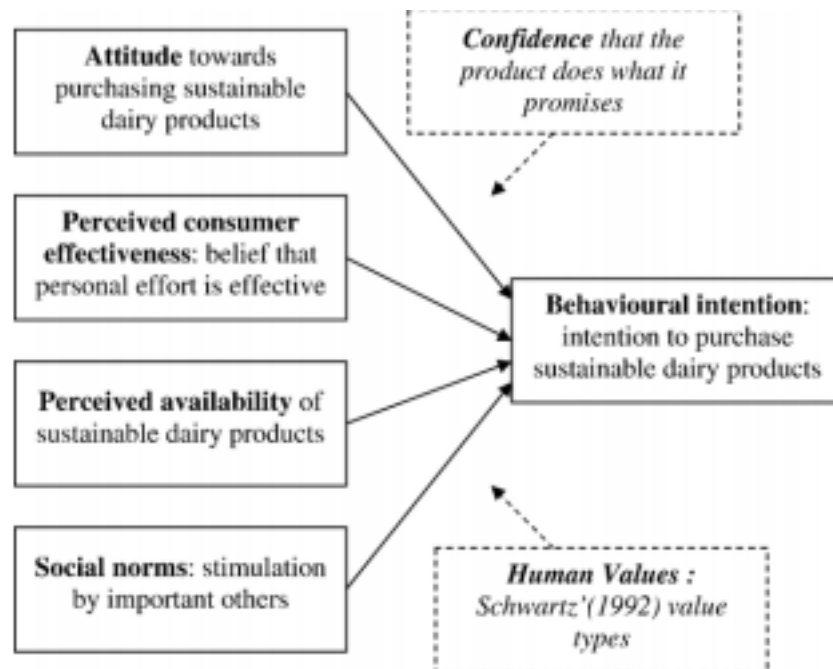 Attitude towards
purchasing sustainable
dairy products
Perceived consumer
effectiveness: belief that
personal effort is effective
Perceived availability of
sustainable dairy products
Social norms: stimulation
by important others
Confidence that the
product does what it
promises
Behavioural intention:
intention to purchase
sustainable dairy products
Human Values :
Schwartz'(1992) value
types